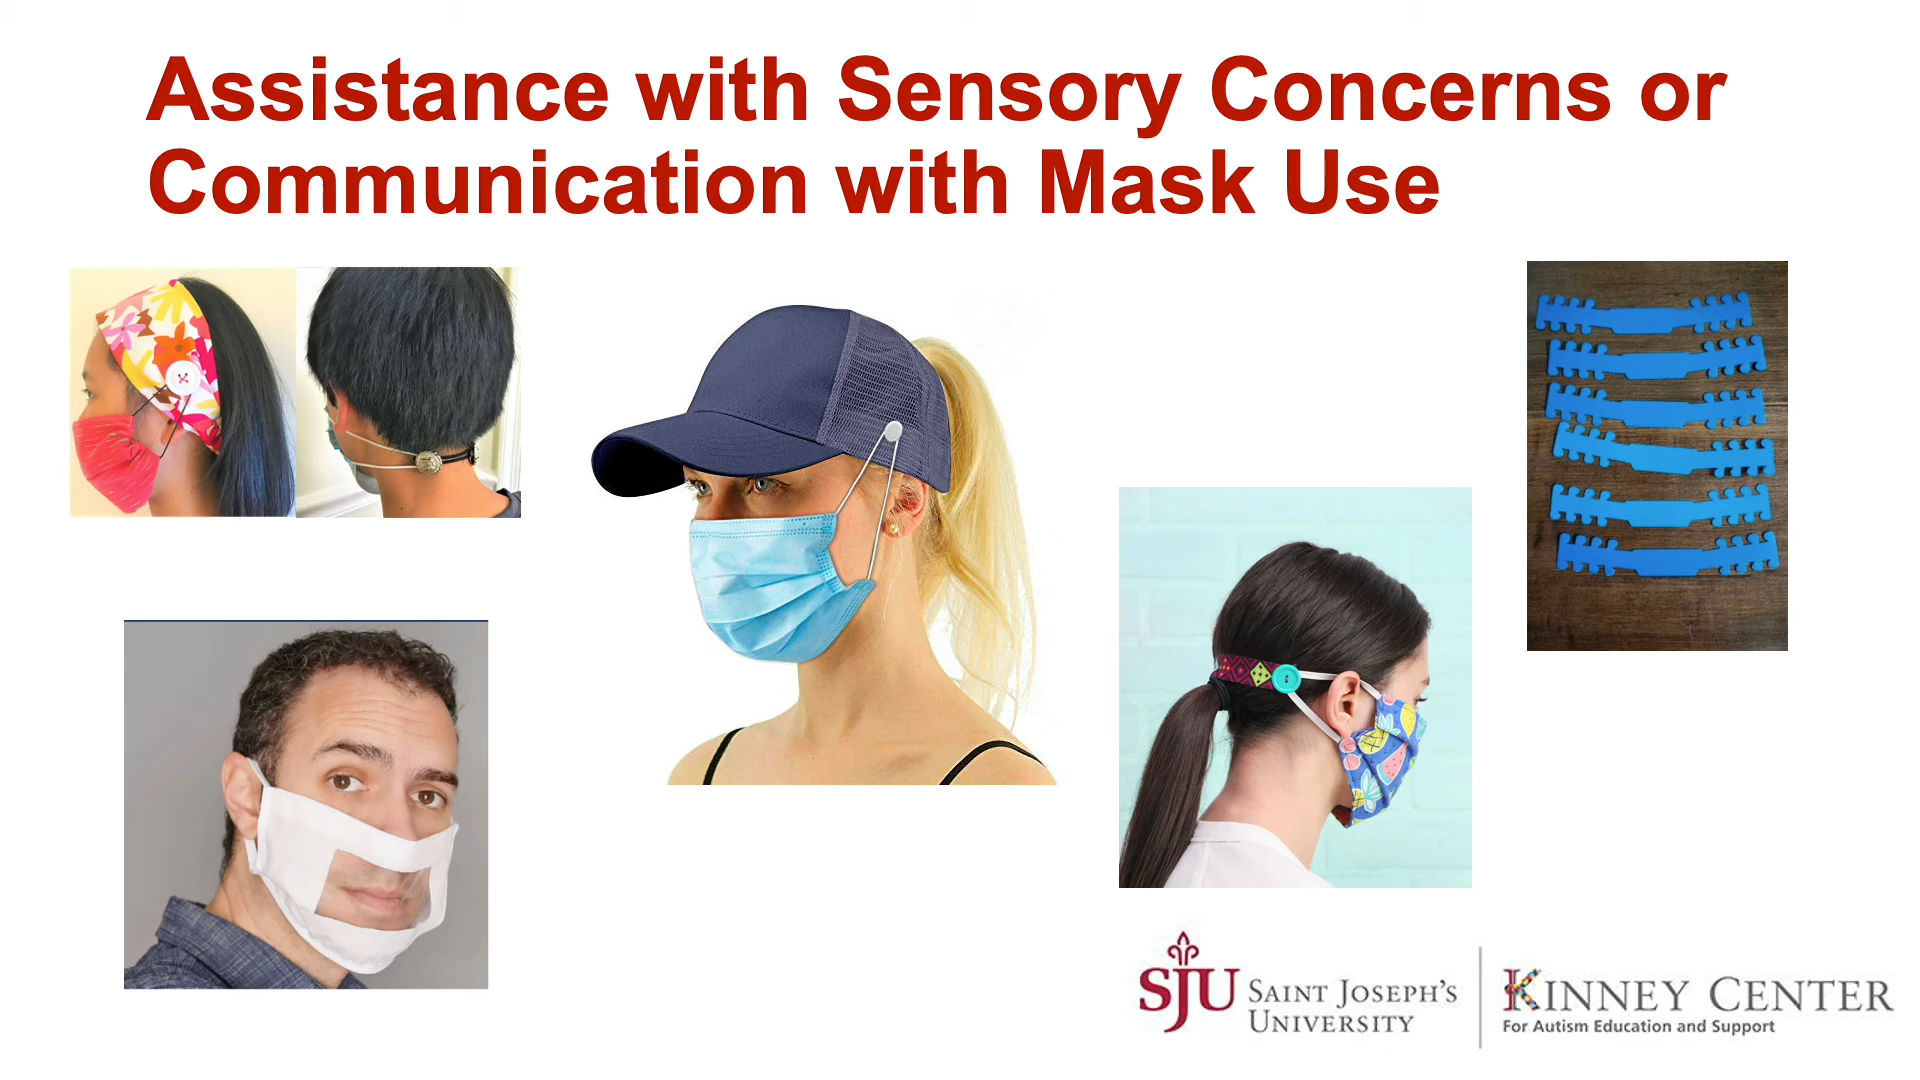 Assistance with Sensory Concerns or
Communication with Mask Use
SJU
SAINT JOSEPH'S
UNIVERSITY
KINNEY CENTER
For Autism Education and Support